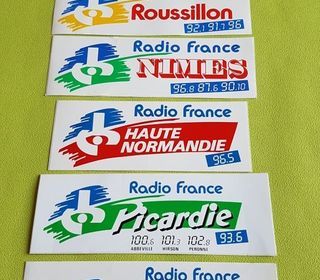 Roussillon
92.1 91.7 96
Radio France
NIMES
96.8 87.6 90.10
Radio France
HAUTE
NORMANDIE
96.5
Radio France
Picardie
93.6
100.6 101.3 102.8
ABBEVILLE HIRSON PERONNE
Radio France